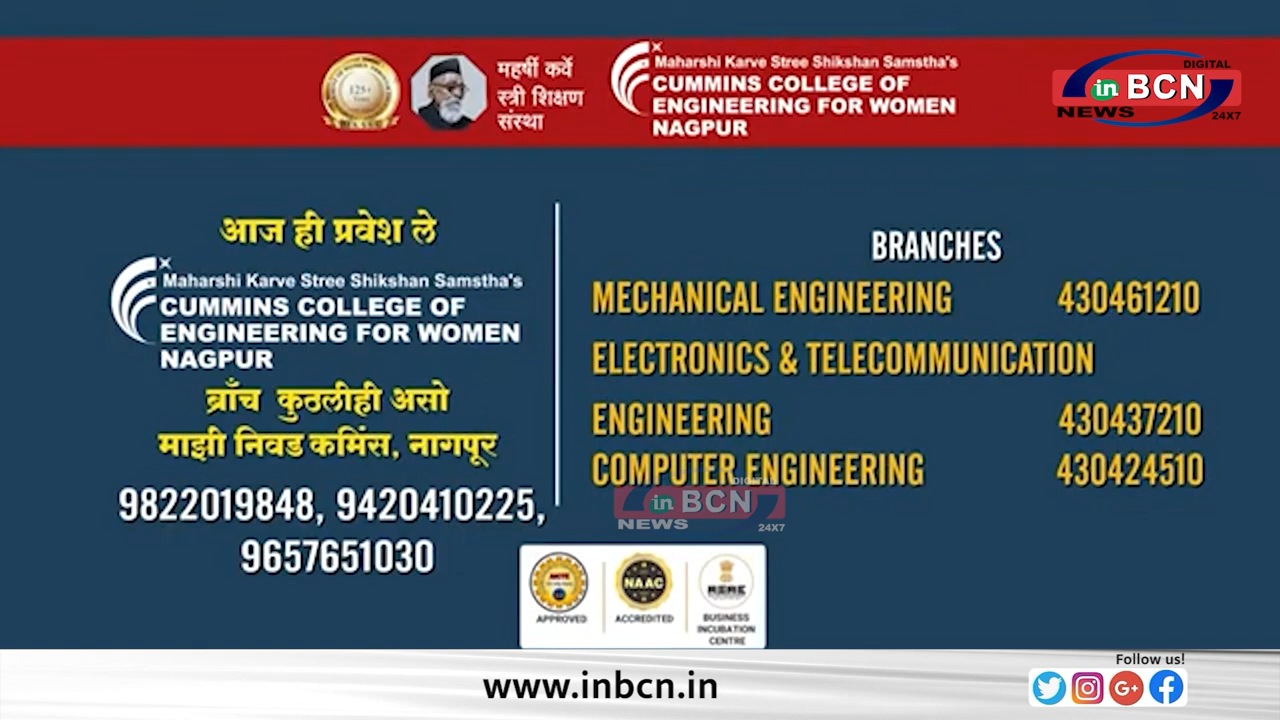 महर्षी कर्वे
स्त्री शिक्षण
संस्था
Maharshi Karve Stree Shikshan Samstha's
CUMMINS COLLEGE OF
ENGINEERING FOR WOMEN
NAGPUR
DIGITAL
in BCN
NEWS 24X7
आज ही प्रवेश ले
Maharshi Karve Stree Shikshan Samstha's
CUMMINS COLLEGE OF
ENGINEERING FOR WOMEN
NAGPUR
ब्राँच कुठलीही असो
माझी निवड कमिंस, नागपूर
9822019848, 9420410225,
9657651030
BRANCHES
MECHANICAL ENGINEERING 430461210
ELECTRONICS & TELECOMMUNICATION
ENGINEERING 430437210
COMPUTER ENGINEERING 430424510
DIGITAL
in BCN
NEWS 24X7
APPROVED
NAAC
ACCREDITED
BUSINESS
INCUBATION
CENTRE
www.inbcn.in
Follow us!